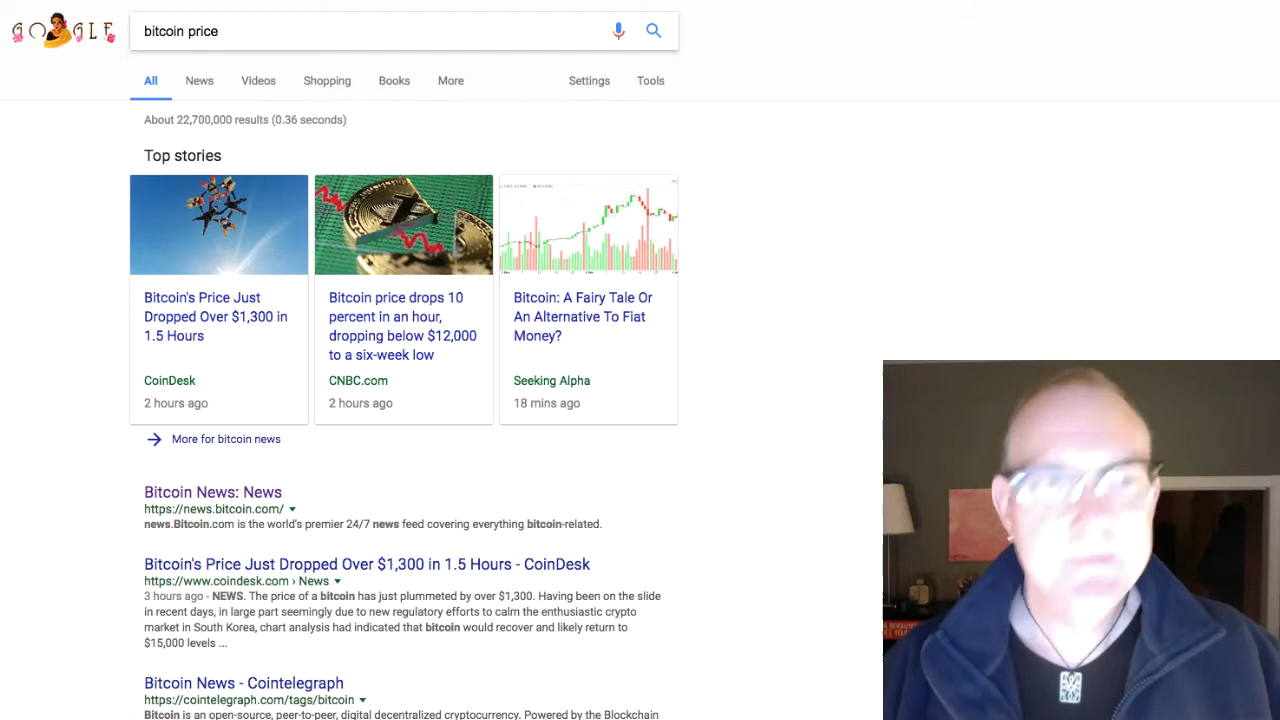 GOOGLE
bitcoin price
All News Videos Shopping Books More Settings Tools
About 22,700,000 results (0.36 seconds)
Top stories
Bitcoin's Price Just
Dropped Over $1,300 in
1.5 Hours
CoinDesk
2 hours ago
Bitcoin price drops 10
percent in an hour,
dropping below $12,000
to a six-week low
CNBC.com
2 hours ago
Bitcoin: A Fairy Tale Or
An Alternative To Fiat
Money?
Seeking Alpha
18 mins ago
More for bitcoin news
Bitcoin News: News
https://news.bitcoin.com/
news.Bitcoin.com is the world's premier 24/7 news feed covering everything bitcoin-related.
Bitcoin's Price Just Dropped Over $1,300 in 1.5 Hours - CoinDesk
https://www.coindesk.com › News
3 hours ago - NEWS. The price of a bitcoin has just plummeted by over $1,300. Having been on the slide
in recent days, in large part seemingly due to new regulatory efforts to calm the enthusiastic crypto
market in South Korea, chart analysis had indicated that bitcoin would recover and likely return to
$15,000 levels ...
Bitcoin News - Cointelegraph
https://cointelegraph.com/tags/bitcoin
Bitcoin is an open-source, peer-to-peer, digital decentralized cryptocurrency. Powered by the Blockchain